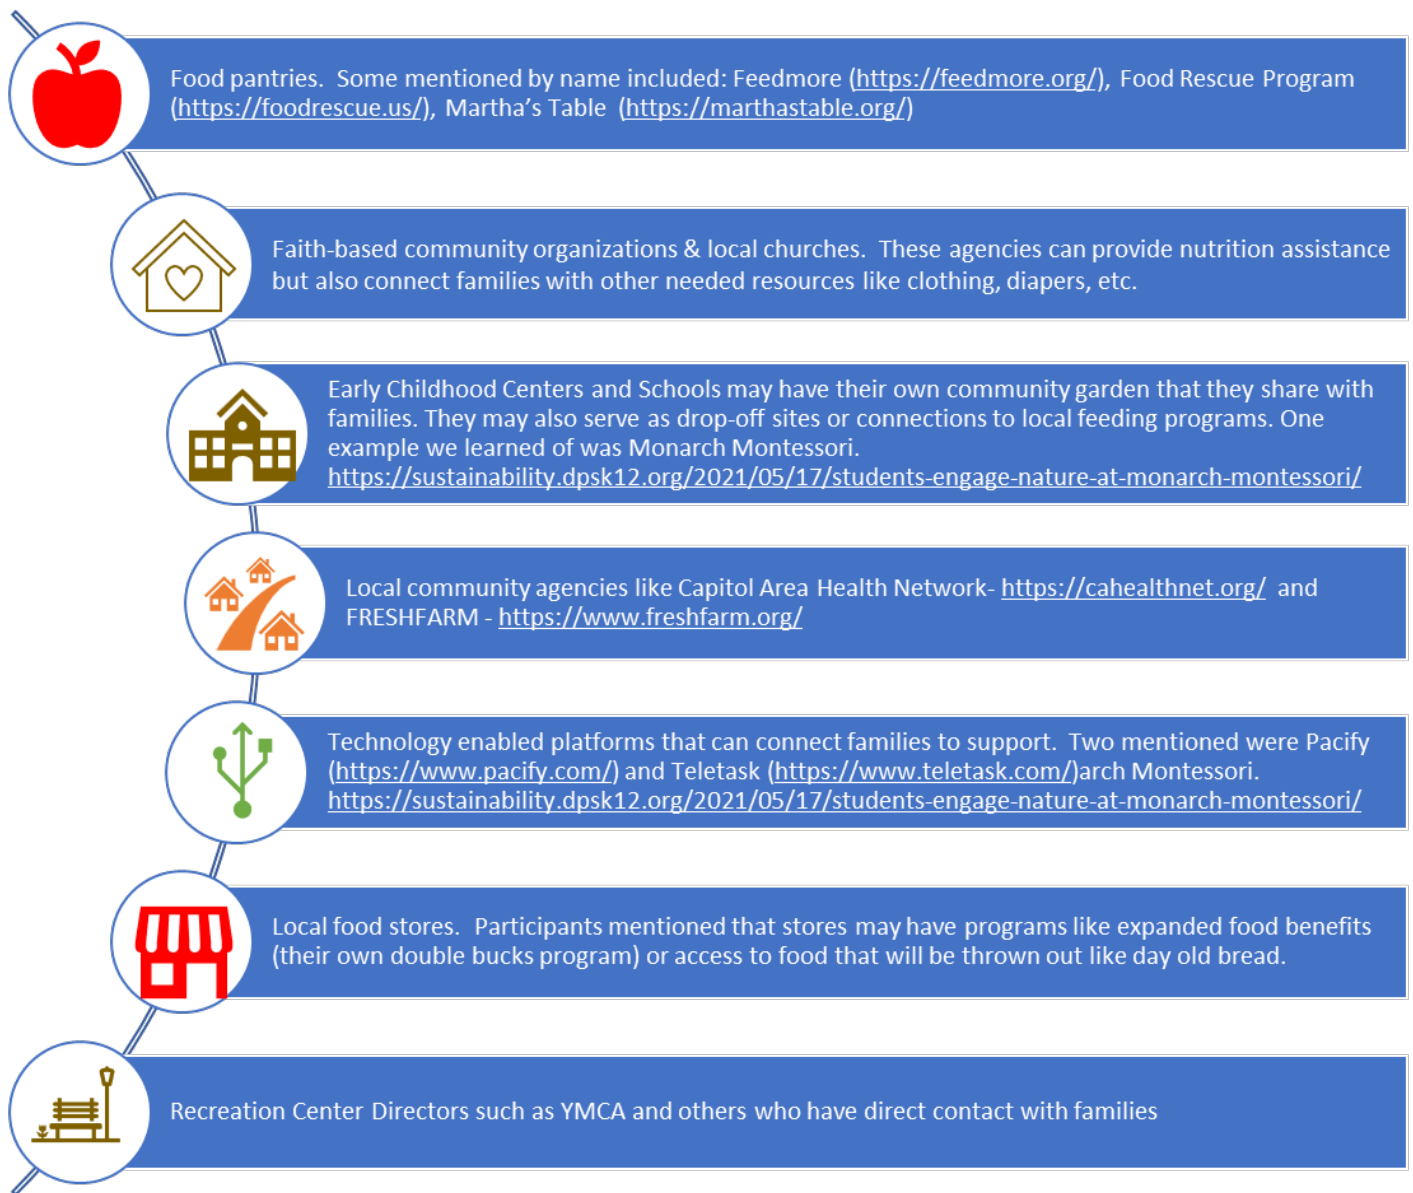 Food pantries.  Some mentioned by name included: Feedmore (https://feedmore.org/), Food Rescue Program
(https://foodrescue.us/), Martha’s Table  (https://marthastable.org/)
Faith-based community organizations & local churches.  These agencies can provide nutrition assistance
but also connect families with other needed resources like clothing, diapers, etc.
Early Childhood Centers and Schools may have their own community garden that they share with
families. They may also serve as drop-off sites or connections to local feeding programs. One
example we learned of was Monarch Montessori.
https://sustainability.dpsk12.org/2021/05/17/students-engage-nature-at-monarch-montessori/
Local community agencies like Capitol Area Health Network- https://cahealthnet.org/  and
FRESHFARM - https://www.freshfarm.org/
Technology enabled platforms that can connect families to support.  Two mentioned were Pacify
(https://www.pacify.com/) and Teletask (https://www.teletask.com/)arch Montessori.
https://sustainability.dpsk12.org/2021/05/17/students-engage-nature-at-monarch-montessori/
Local food stores.  Participants mentioned that stores may have programs like expanded food benefits
(their own double bucks program) or access to food that will be thrown out like day old bread.
Recreation Center Directors such as YMCA and others who have direct contact with families